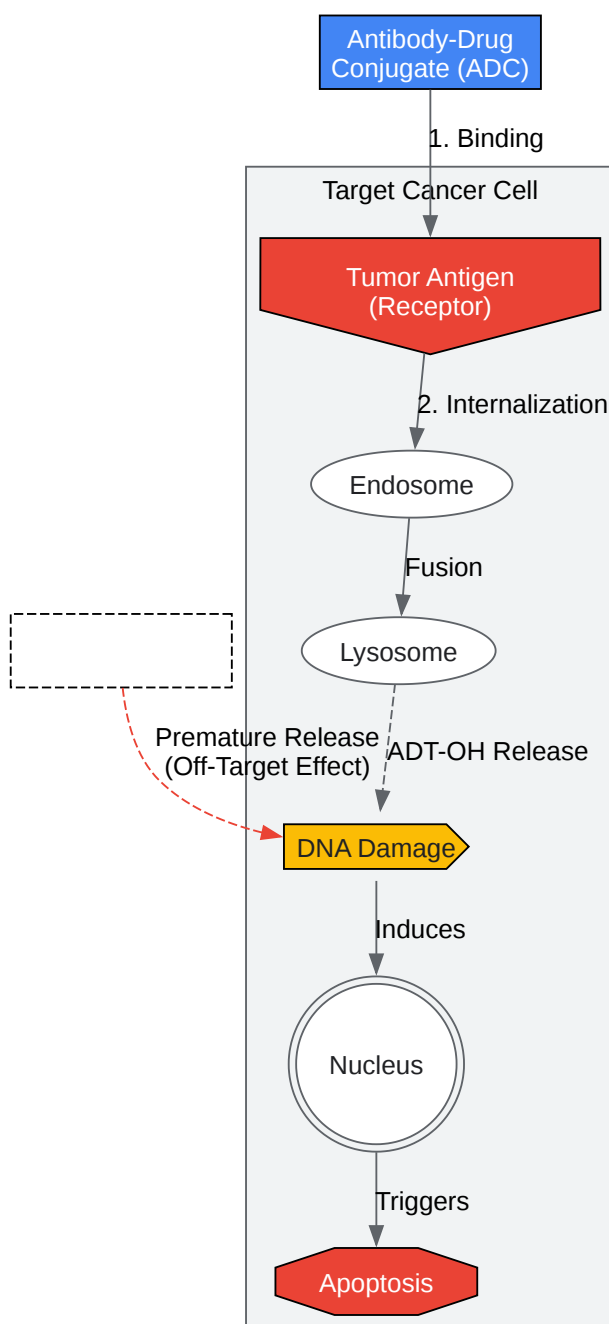 Antibody-Drug
Conjugate (ADC)
1. Binding
Target Cancer Cell
Tumor Antigen
(Receptor)
2. Internalization
Endosome
Fusion
Lysosome
Premature Release
(Off-Target Effect)
ADT-OH Release
DNA Damage
Induces
Nucleus
Triggers
Apoptosis